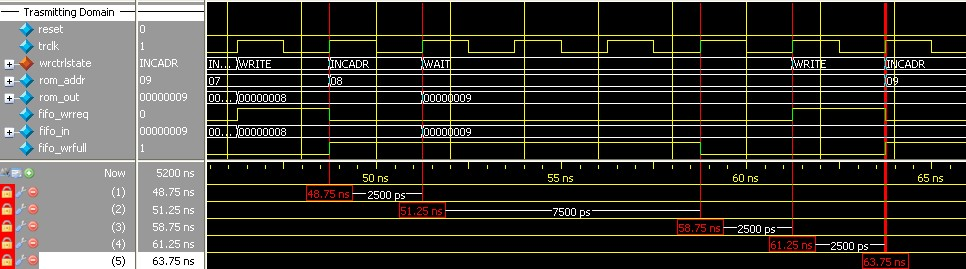 Trasmitting Domain
reset 0
trclk 1
wrctrlstate INCADR IN... WRITE INCADR WAIT WRITE INCADR
rom_addr 09 07 08 09
rom_out 00000009 00... 00000008 00000009
fifo_wrreq 0
fifo_in 00000009 00... 00000008 00000009
fifo_wrfull 1
Now 5200 ns 50 ns 55 ns 60 ns 65 ns
(1) 48.75 ns 48.75 ns 2500 ps
(2) 51.25 ns 51.25 ns 7500 ps
(3) 58.75 ns 58.75 ns 2500 ps
(4) 61.25 ns 61.25 ns 2500 ps
(5) 63.75 ns 63.75 ns